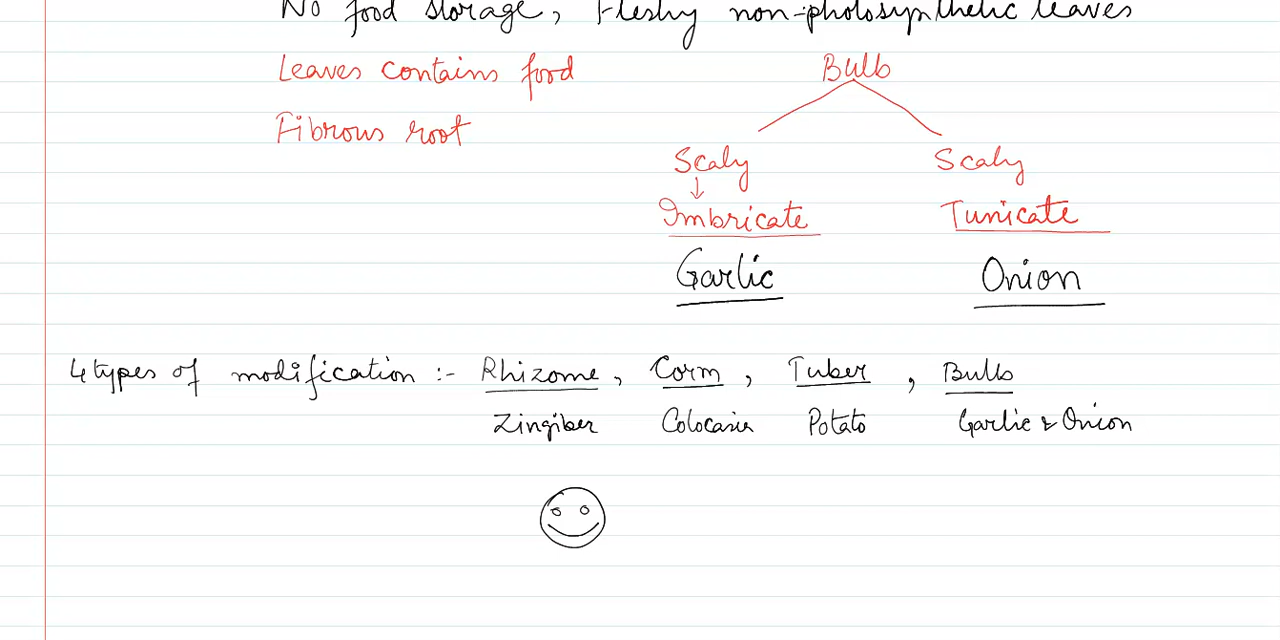 No food storage, Fleshy non-photosynthetic leaves
Leaves contains food
Bulb
Fibrous root
Scaly
Scaly
Imbricate
Tunicate
Garlic
Onion
4 types of modification :- Rhizome, Corm, Tuber, Bulb
Zingiber Colocasia Potato Garlic & Onion